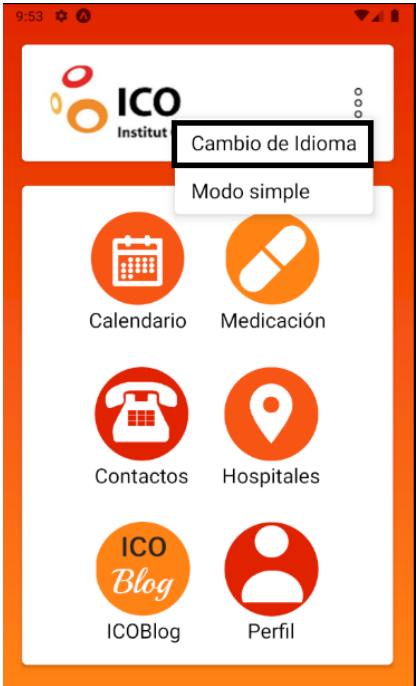 9:53
ICO
Institut
Cambio de Idioma
Modo simple
Calendario
Medicación
Contactos
Hospitales
ICO
Blog
ICOBlog
Perfil